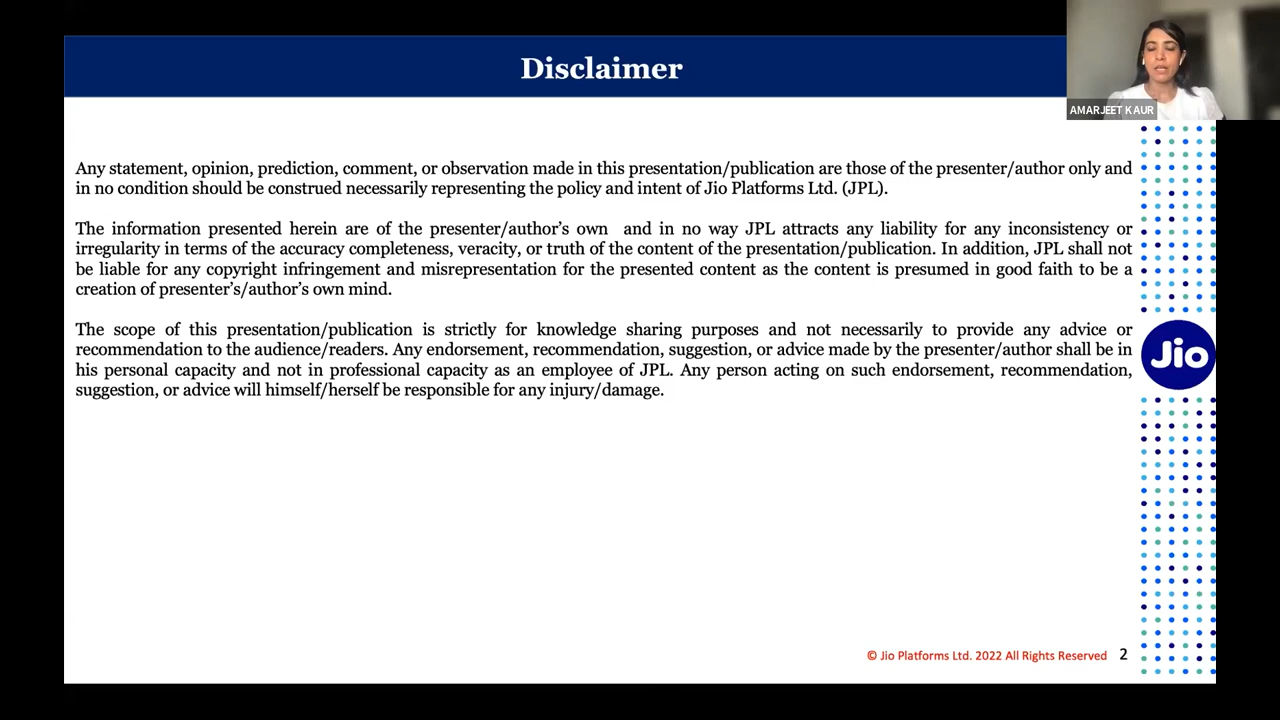 Disclaimer
AMARJEET KAUR
Any statement, opinion, prediction, comment, or observation made in this presentation/publication are those of the presenter/author only and
in no condition should be construed necessarily representing the policy and intent of Jio Platforms Ltd. (JPL).
The information presented herein are of the presenter/author’s own and in no way JPL attracts any liability for any inconsistency or
irregularity in terms of the accuracy completeness, veracity, or truth of the content of the presentation/publication. In addition, JPL shall not
be liable for any copyright infringement and misrepresentation for the presented content as the content is presumed in good faith to be a
creation of presenter’s/author’s own mind.
The scope of this presentation/publication is strictly for knowledge sharing purposes and not necessarily to provide any advice or
recommendation to the audience/readers. Any endorsement, recommendation, suggestion, or advice made by the presenter/author shall be in
his personal capacity and not in professional capacity as an employee of JPL. Any person acting on such endorsement, recommendation,
suggestion, or advice will himself/herself be responsible for any injury/damage.
Jio
© Jio Platforms Ltd. 2022 All Rights Reserved 2